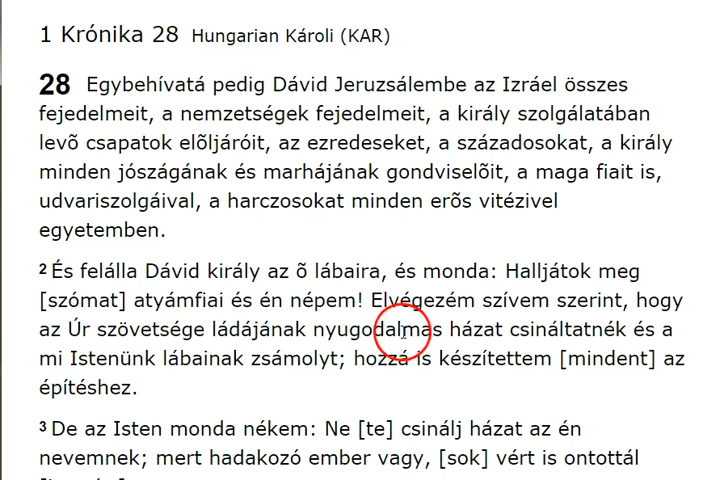 1 Krónika 28 Hungarian Károli (KAR)
28 Egybehívatá pedig Dávid Jeruzsálembe az Izráel összes
fejedelmeit, a nemzetségek fejedelmeit, a király szolgálatában
levõ csapatok elõljáróit, az ezredeseket, a századosokat, a király
minden jószágának és marhájának gondviselõit, a maga fiait is,
udvariszolgáival, a harczosokat minden erõs vitézivel
egyetemben.
2 És felálla Dávid király az õ lábaira, és monda: Halljátok meg
[szómat] atyámfiai és én népem! Elvégezém szívem szerint, hogy
az Úr szövetsége ládájának nyugodalmas házat csináltatnék és a
mi Istenünk lábainak zsámolyt; hozzá is készítettem [mindent] az
építéshez.
3 De az Isten monda nékem: Ne [te] csinálj házat az én
nevemnek; mert hadakozó ember vagy, [sok] vért is ontottál